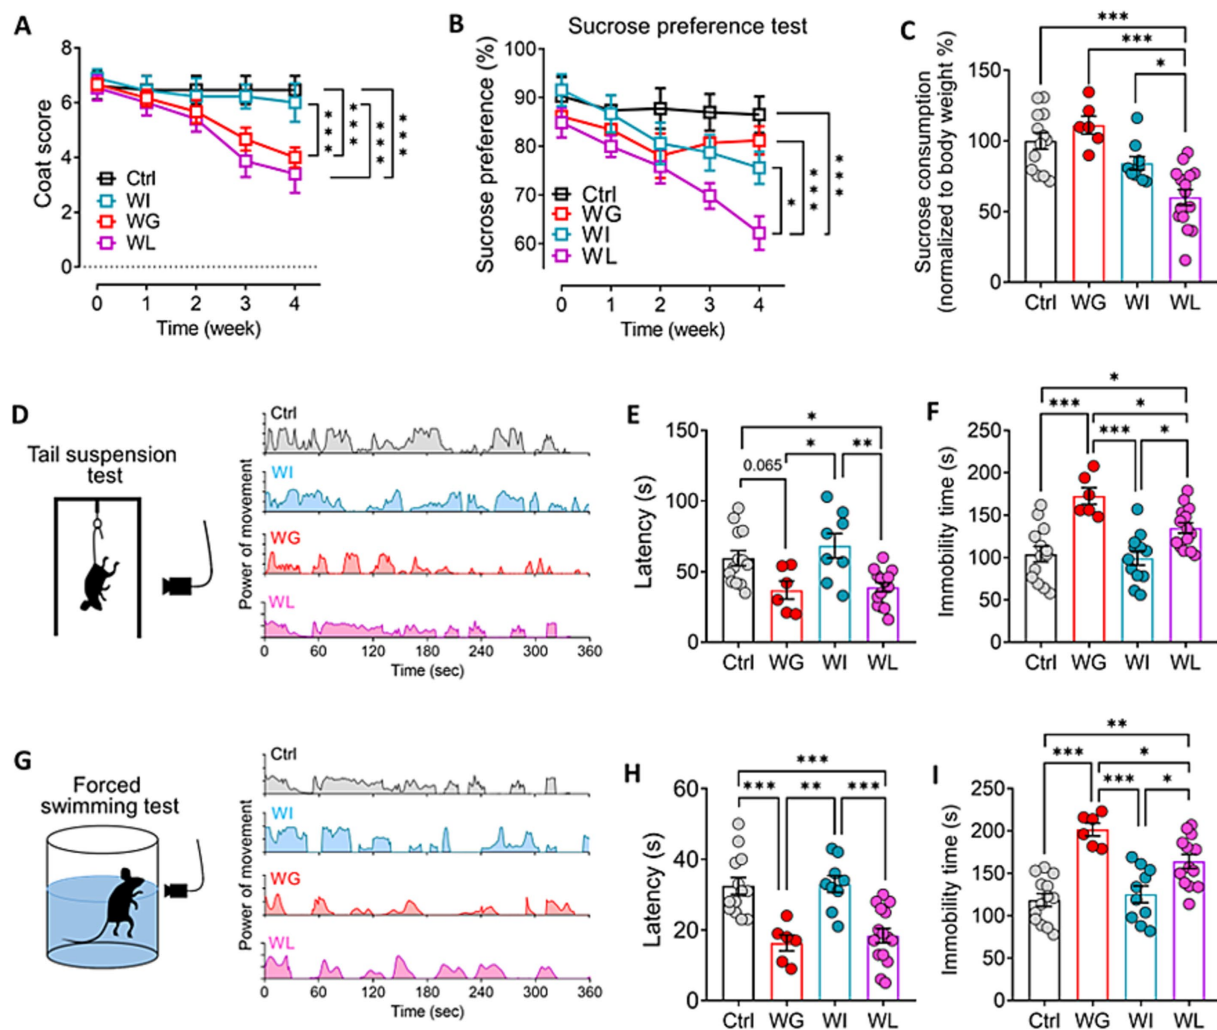 A
Coat score
8
6
4
2
0
Ctrl
WI
WG
WL
* * *
* * *
* * *
* * *
0 1 2 3 4
Time (week)
B
Sucrose preference test
Sucrose preference (%)
100
90
80
70
60
Ctrl
WG
WI
WL
*
* * *
* * *
0 1 2 3 4
Time (week)
C
Sucrose consumption
(normalized to body weight %)
***
***
*
150
100
50
0
Ctrl WG WI WL
D
Tail suspension
test
Power of movement
Ctrl
WI
WG
WL
0 60 120 180 240 300 360
Time (sec)
E
Latency (s)
*
* **
0.065
150
100
50
0
Ctrl WG WI WL
F
Immobility time (s)
*
*** *
*** *
250
200
150
100
50
0
Ctrl WG WI WL
G
Forced
swimming test
Power of movement
Ctrl
WI
WG
WL
0 60 120 180 240 300 360
Time (sec)
H
Latency (s)
***
*** ** ***
60
40
20
0
Ctrl WG WI WL
I
Immobility time (s)
**
*** *
*** *
250
200
150
100
50
0
Ctrl WG WI WL